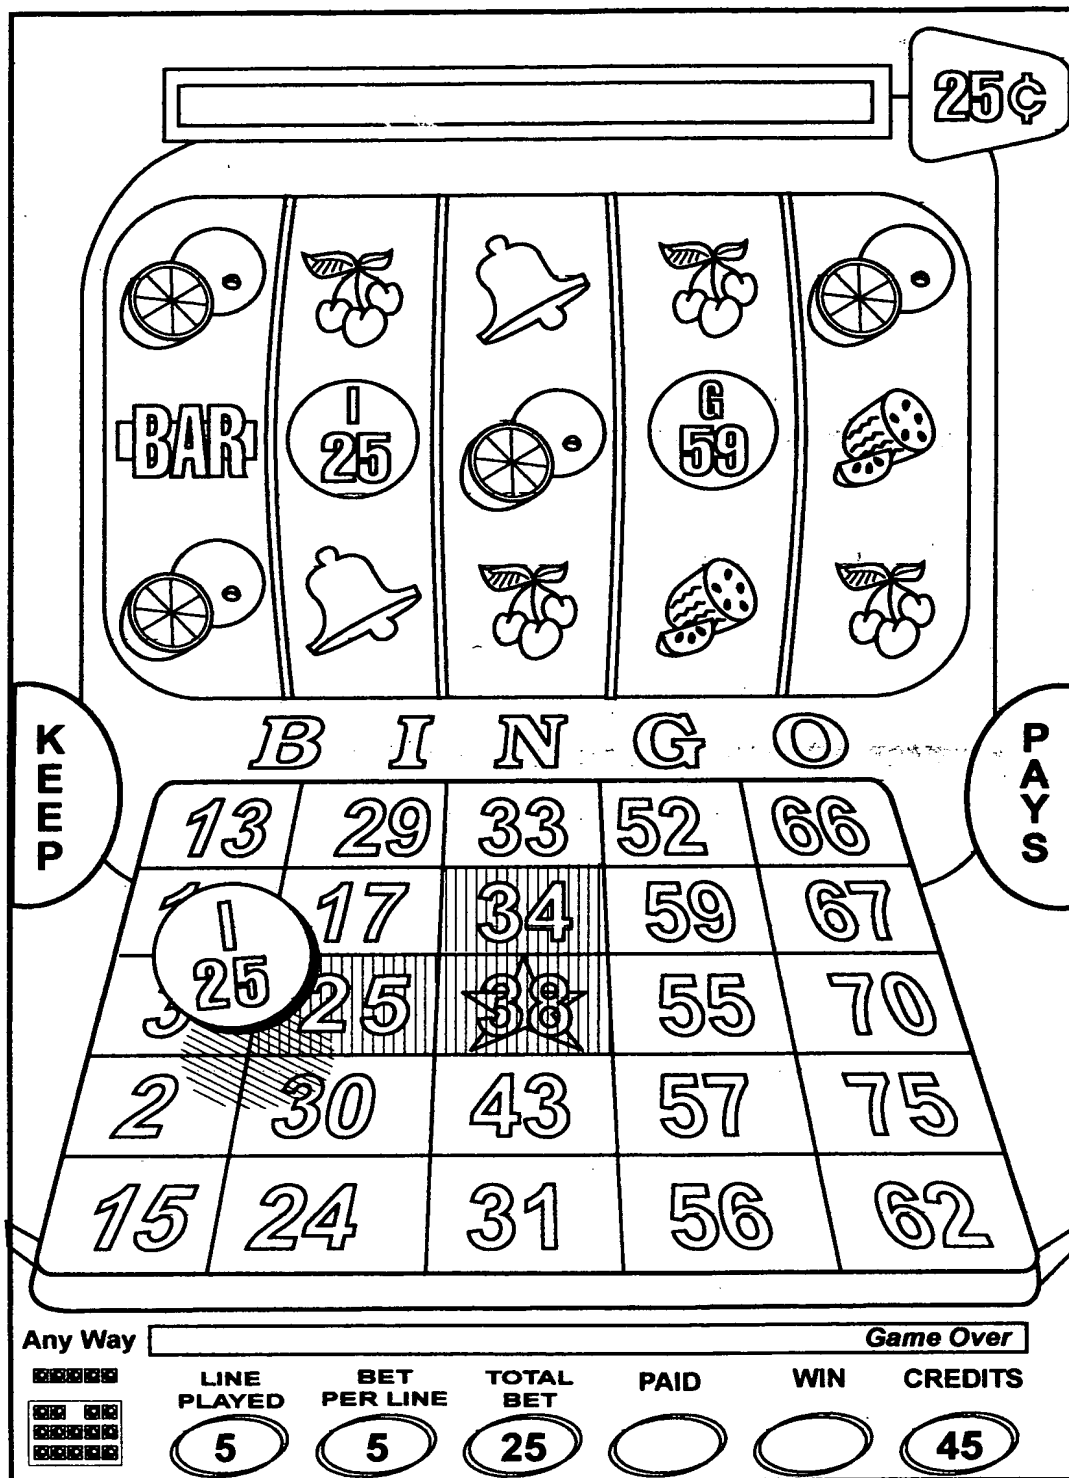 25¢
BAR
I
25
G
59
KEEP
PAYS
B I N G O
13 29 33 52 66
17 34 59 67
I
25
25 38 55 70
2 30 43 57 75
15 24 31 56 62
Any Way
Game Over
LINE PLAYED
BET PER LINE
TOTAL BET
PAID
WIN
CREDITS
5
5
25
45